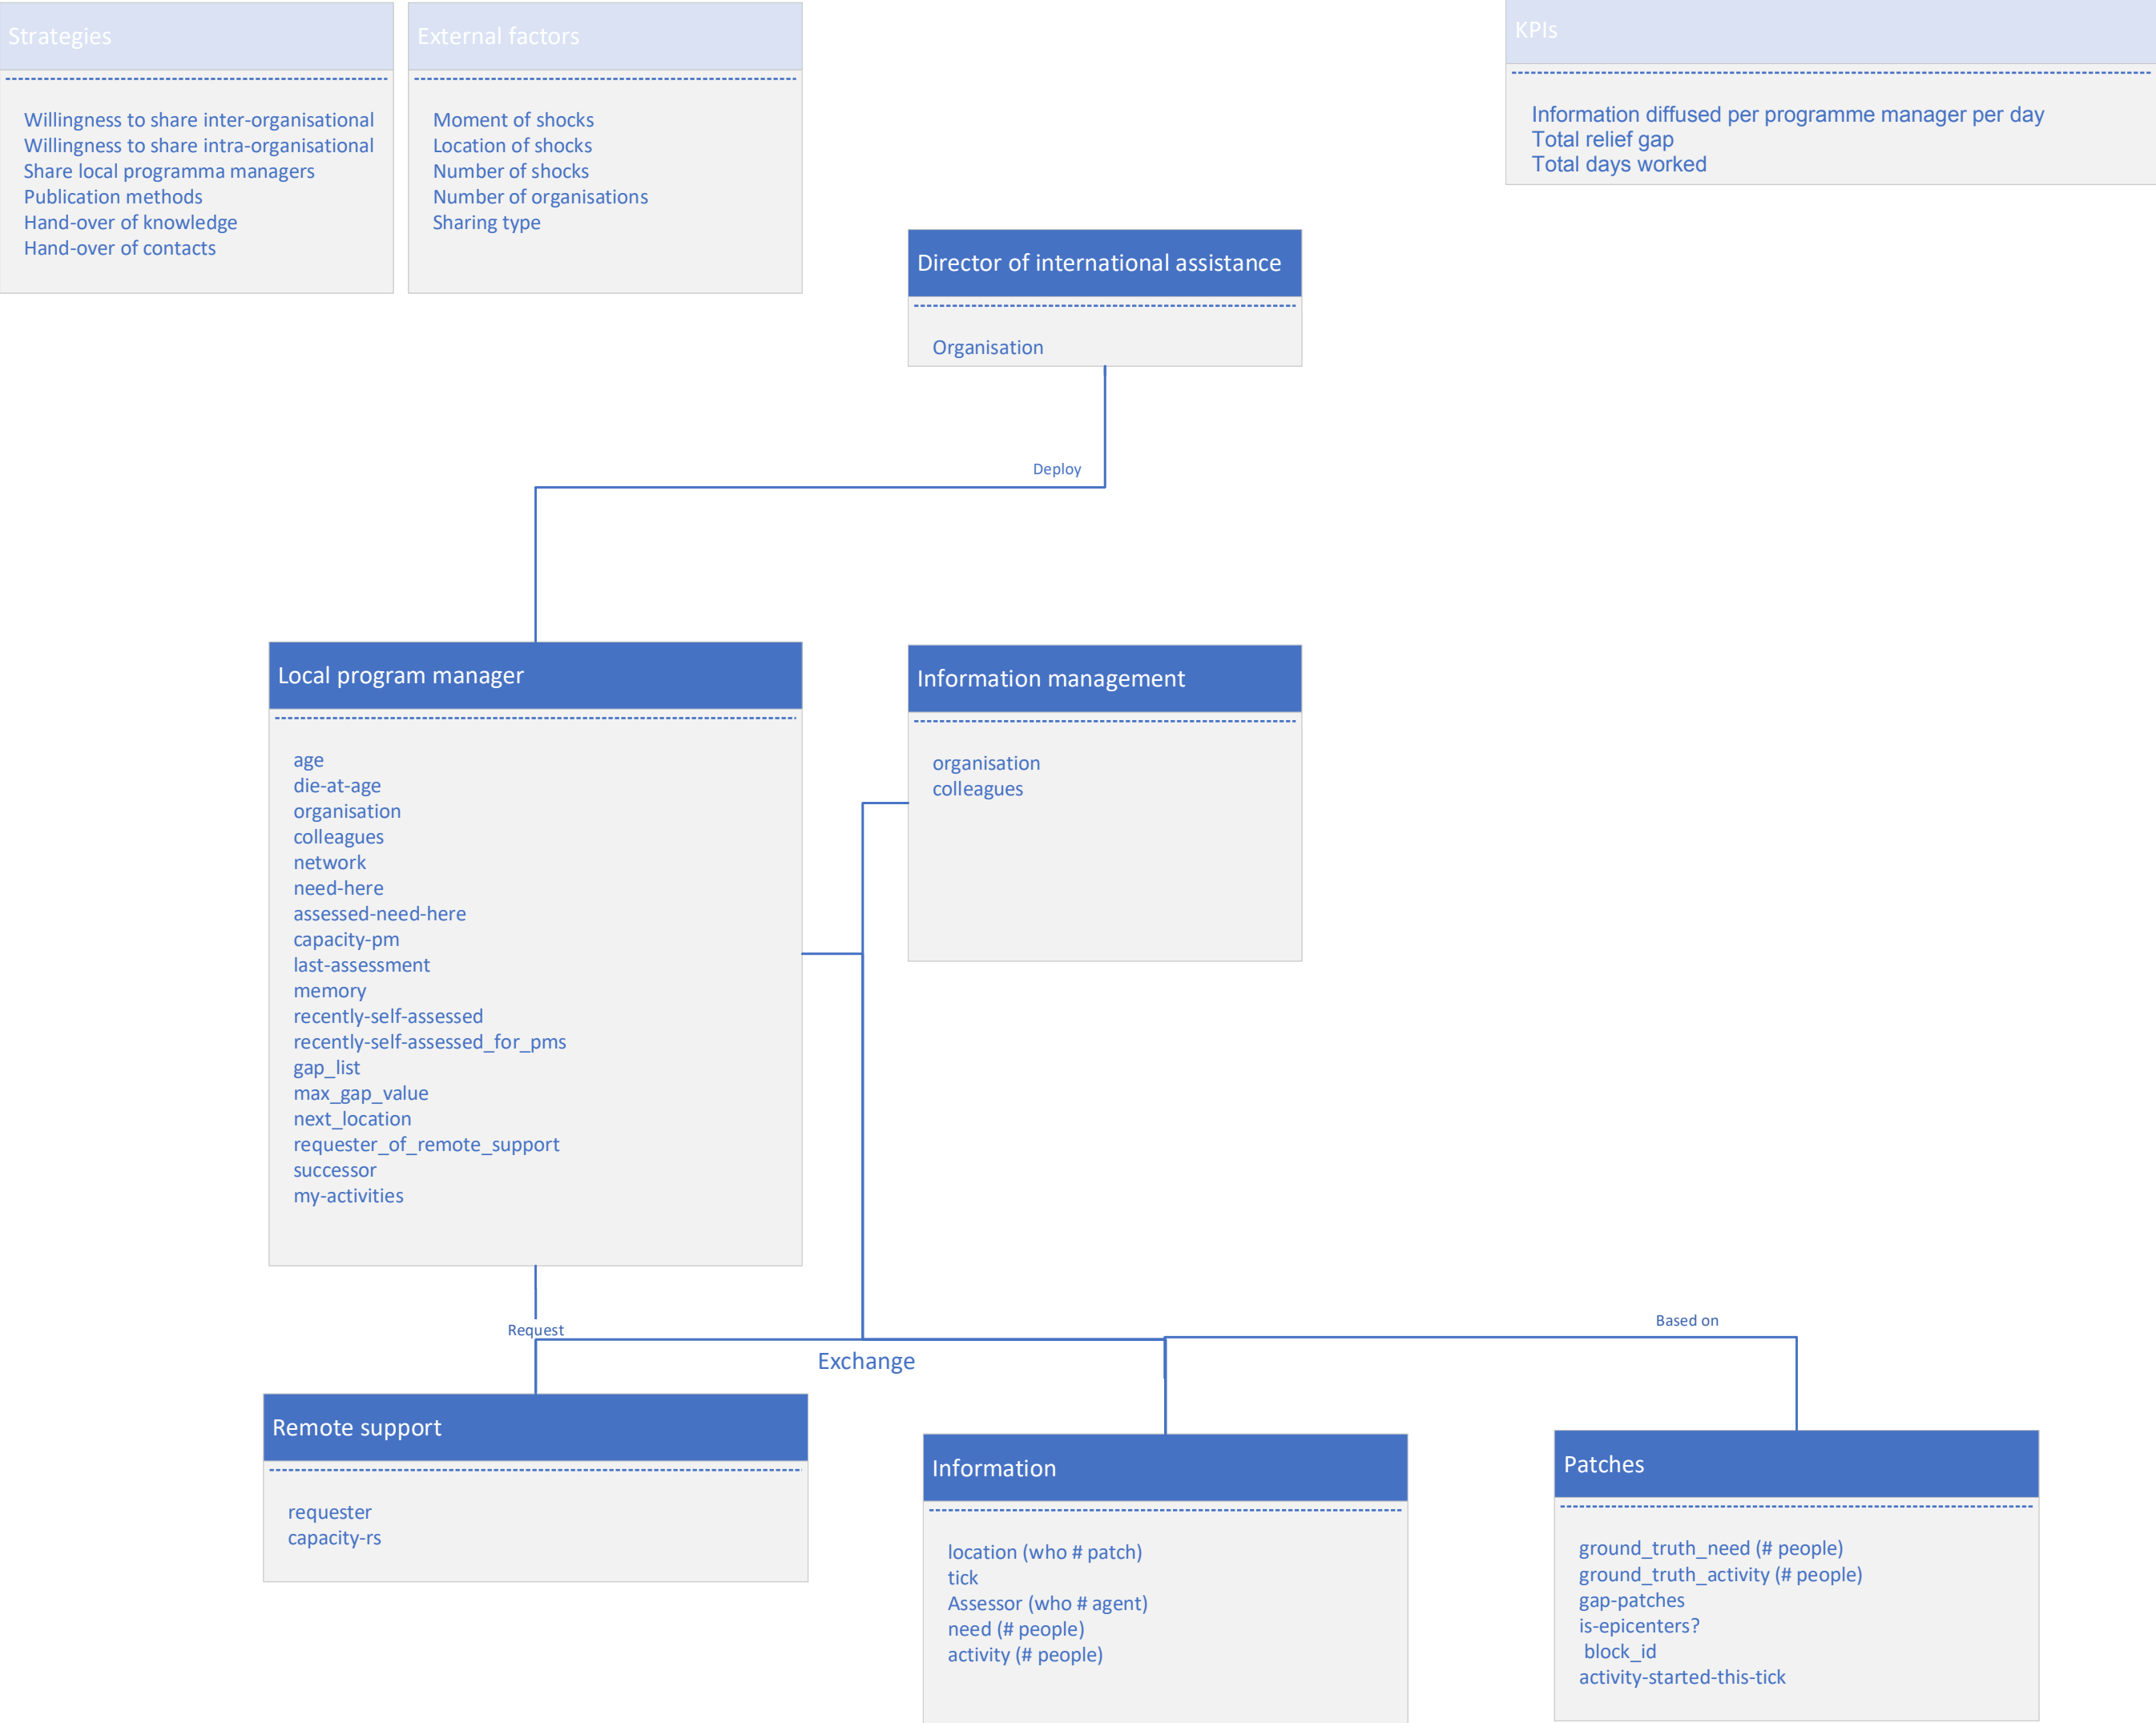 Strategies
Willingness to share inter-organisational
Willingness to share intra-organisational
Share local programma managers
Publication methods
Hand-over of knowledge
Hand-over of contacts
External factors
Moment of shocks
Location of shocks
Number of shocks
Number of organisations
Sharing type
KPIs
Information diffused per programme manager per day
Total relief gap
Total days worked
Director of international assistance
Organisation
Deploy
Local program manager
age
die-at-age
organisation
colleagues
network
need-here
assessed-need-here
capacity-pm
last-assessment
memory
recently-self-assessed
recently-self-assessed_for_pms
gap_list
max_gap_value
next_location
requester_of_remote_support
successor
my-activities
Information management
organisation
colleagues
Request
Exchange
Based on
Remote support
requester
capacity-rs
Information
location (who # patch)
tick
Assessor (who # agent)
need (# people)
activity (# people)
Patches
ground_truth_need (# people)
ground_truth_activity (# people)
gap-patches
is-epicenters?
block_id
activity-started-this-tick